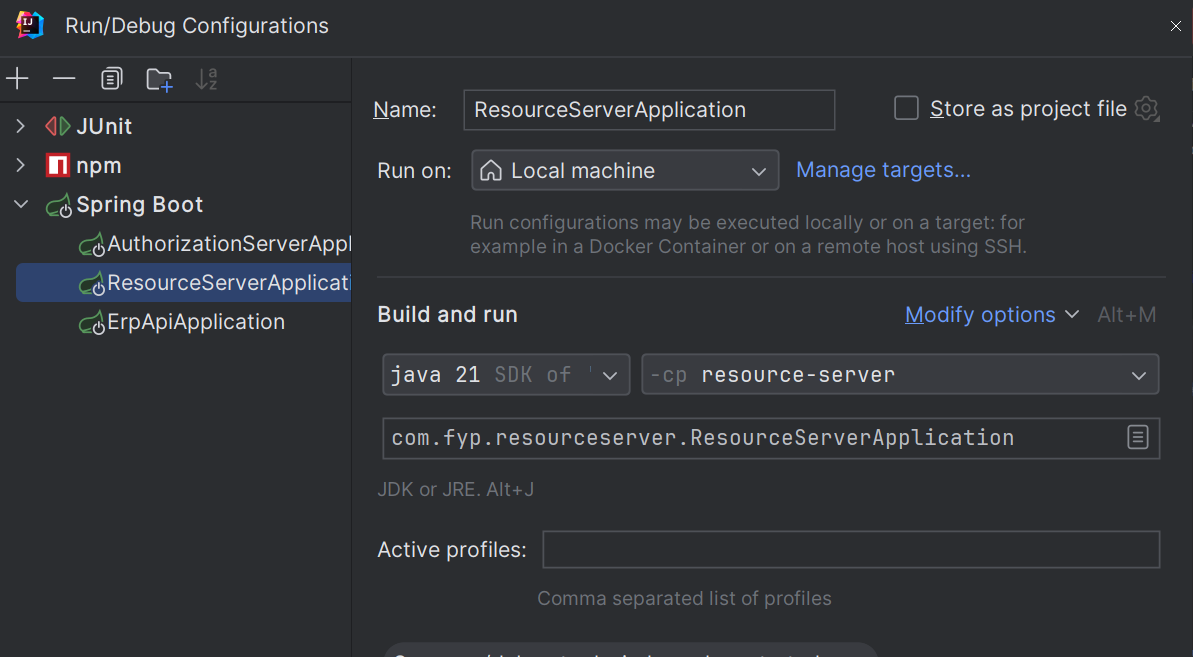 Run/Debug Configurations
Name: ResourceServerApplication Store as project file
Run on: Local machine Manage targets...
Run configurations may be executed locally or on a target: for
example in a Docker Container or on a remote host using SSH.
JUnit
npm
Spring Boot
AuthorizationServerAppl
ResourceServerApplicati
ErpApiApplication
Build and run Modify options Alt+M
java 21 SDK of ' -cp resource-server
com.fyp.resourceserver.ResourceServerApplication
JDK or JRE. Alt+J
Active profiles:
Comma separated list of profiles